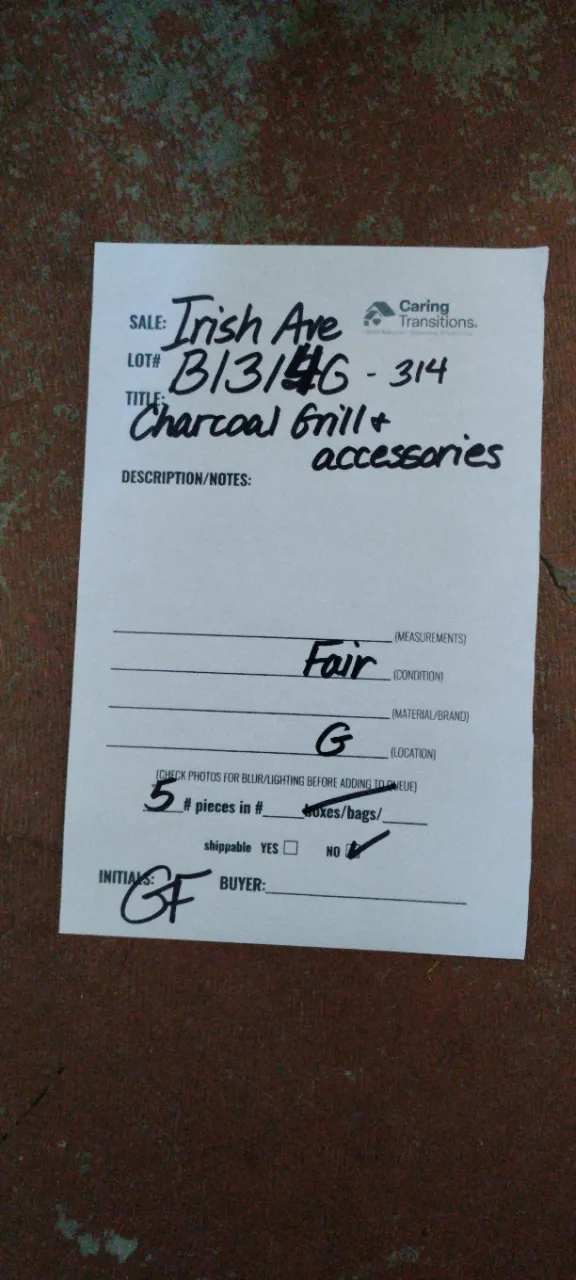 SALE: Irish Ave
Caring
Transitions®
LOT# B1314G - 314
TITLE: Charcoal Grill +
accessories
DESCRIPTION/NOTES:
(MEASUREMENTS)
Fair (CONDITION)
(MATERIAL/BRAND)
G (LOCATION)
(CHECK PHOTOS FOR BLUR/LIGHTING BEFORE ADDING TO QUEUE)
5 # pieces in #____ boxes/bags/____
shippable YES ☐ NO ☑
INITIALS: GF BUYER: